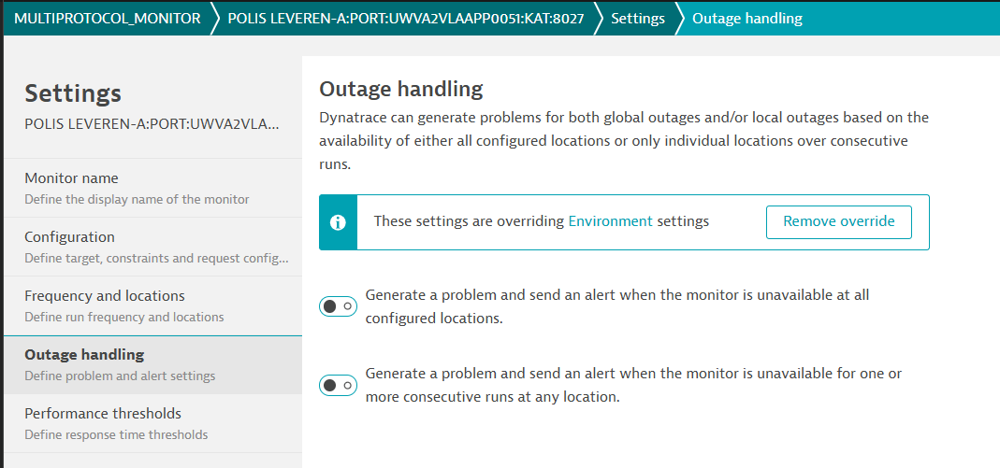 MULTIPROTOCOL_MONITOR POLIS LEVEREN-A:PORT:UWVA2VLAAPP0051:KAT:8027 Settings Outage handling
Settings
POLIS LEVEREN-A:PORT:UWVA2VLA...
Monitor name
Define the display name of the monitor
Configuration
Define target, constraints and request config...
Frequency and locations
Define run frequency and locations
Outage handling
Define problem and alert settings
Performance thresholds
Define response time thresholds
Outage handling
Dynatrace can generate problems for both global outages and/or local outages based on the
availability of either all configured locations or only individual locations over consecutive
runs.
These settings are overriding Environment settings
Remove override
Generate a problem and send an alert when the monitor is unavailable at all
configured locations.
Generate a problem and send an alert when the monitor is unavailable for one or
more consecutive runs at any location.